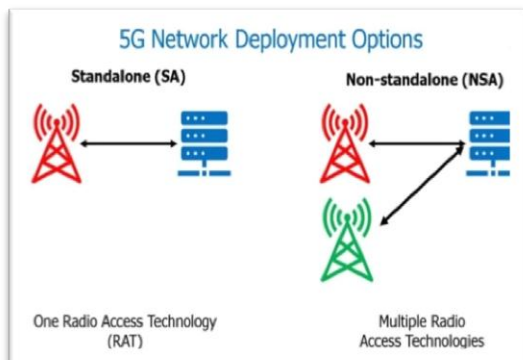 5G Network Deployment Options
Standalone (SA)
Non-standalone (NSA)
One Radio Access Technology
(RAT)
Multiple Radio
Access Technologies